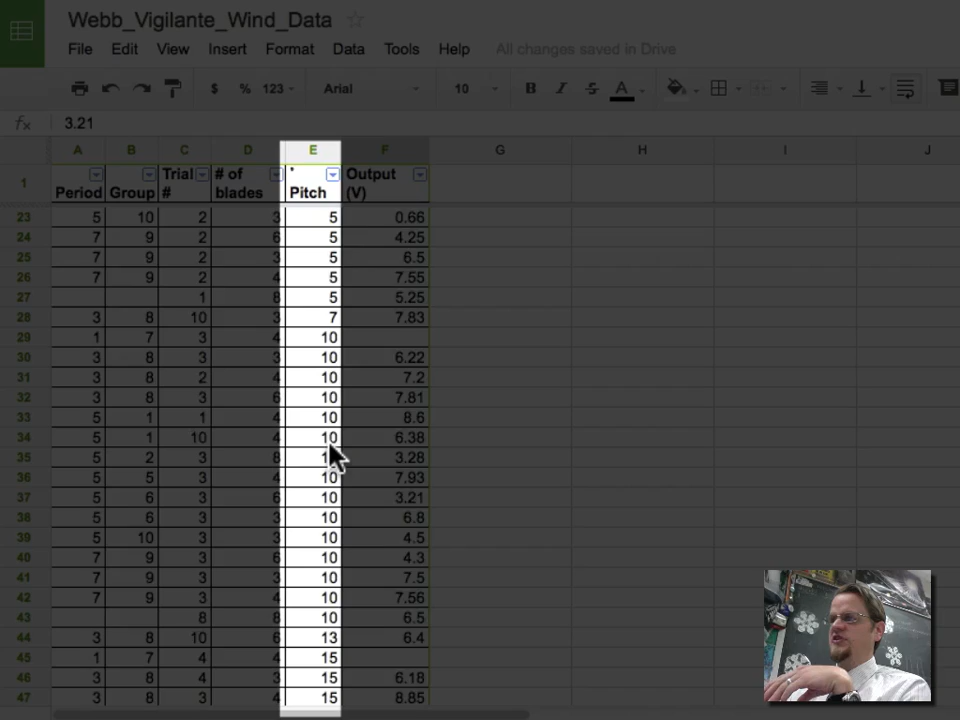 Webb_Vigilante_Wind_Data
File Edit View Insert Format Data Tools Help All changes saved in Drive
$ % 123 Arial 10 B I S A
fx 3.21
A B C D E F G H I J
1 Period Group Trial # # of blades ° Pitch Output (V)
23 5 10 2 3 5 0.66
24 7 9 2 6 5 4.25
25 7 9 2 3 5 6.5
26 7 9 2 4 5 7.55
27 1 8 5 5.25
28 3 8 10 3 7 7.83
29 1 7 3 4 10
30 3 8 3 3 10 6.22
31 3 8 2 4 10 7.2
32 3 8 3 6 10 7.81
33 5 1 1 4 10 8.6
34 5 1 10 4 10 6.38
35 5 2 3 8 3.28
36 5 5 3 4 10 7.93
37 5 6 3 6 10 3.21
38 5 6 3 3 10 6.8
39 5 10 3 3 10 4.5
40 7 9 3 6 10 4.3
41 7 9 3 3 10 7.5
42 7 9 3 4 10 7.56
43 8 8 10 6.5
44 3 8 10 6 13 6.4
45 1 7 4 4 15
46 3 8 4 3 15 6.18
47 3 8 3 4 15 8.85